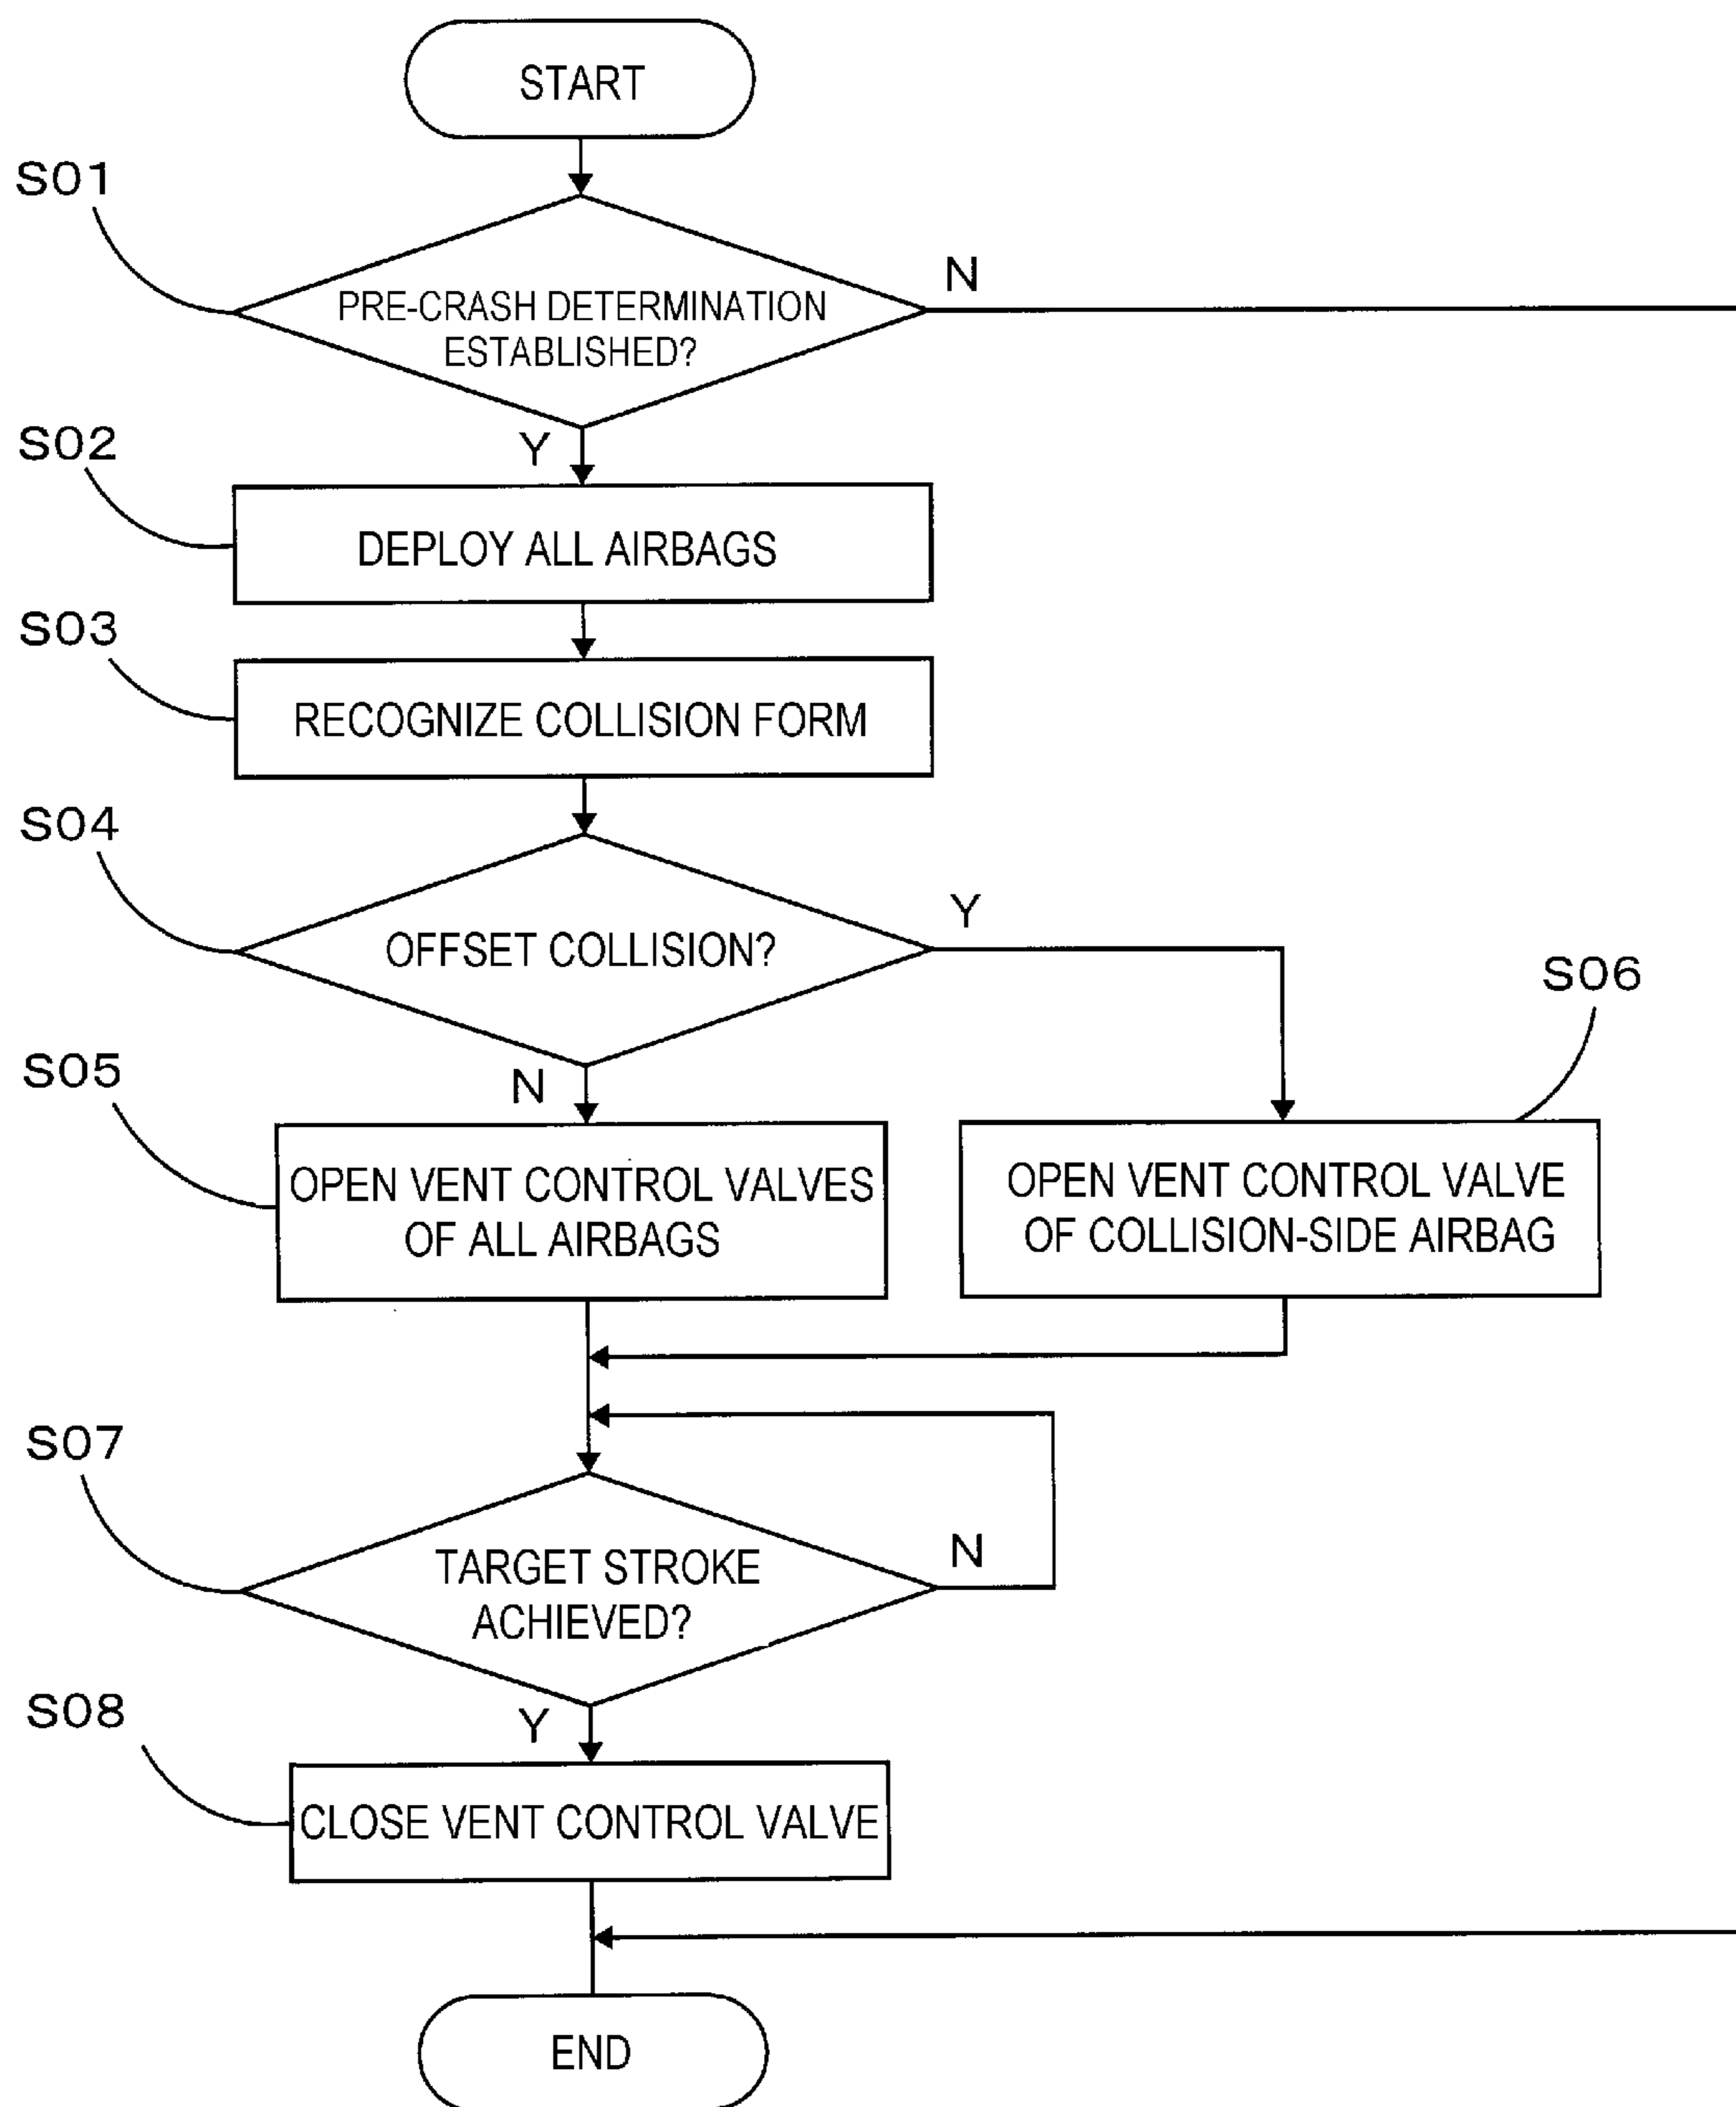 START
S01
N
PRE-CRASH DETERMINATION
ESTABLISHED?
Y
S02
DEPLOY ALL AIRBAGS
S03
RECOGNIZE COLLISION FORM
S04
Y
OFFSET COLLISION?
S06
N
S05
OPEN VENT CONTROL VALVES
OF ALL AIRBAGS
OPEN VENT CONTROL VALVE
OF COLLISION-SIDE AIRBAG
S07
N
TARGET STROKE
ACHIEVED?
Y
S08
CLOSE VENT CONTROL VALVE
END